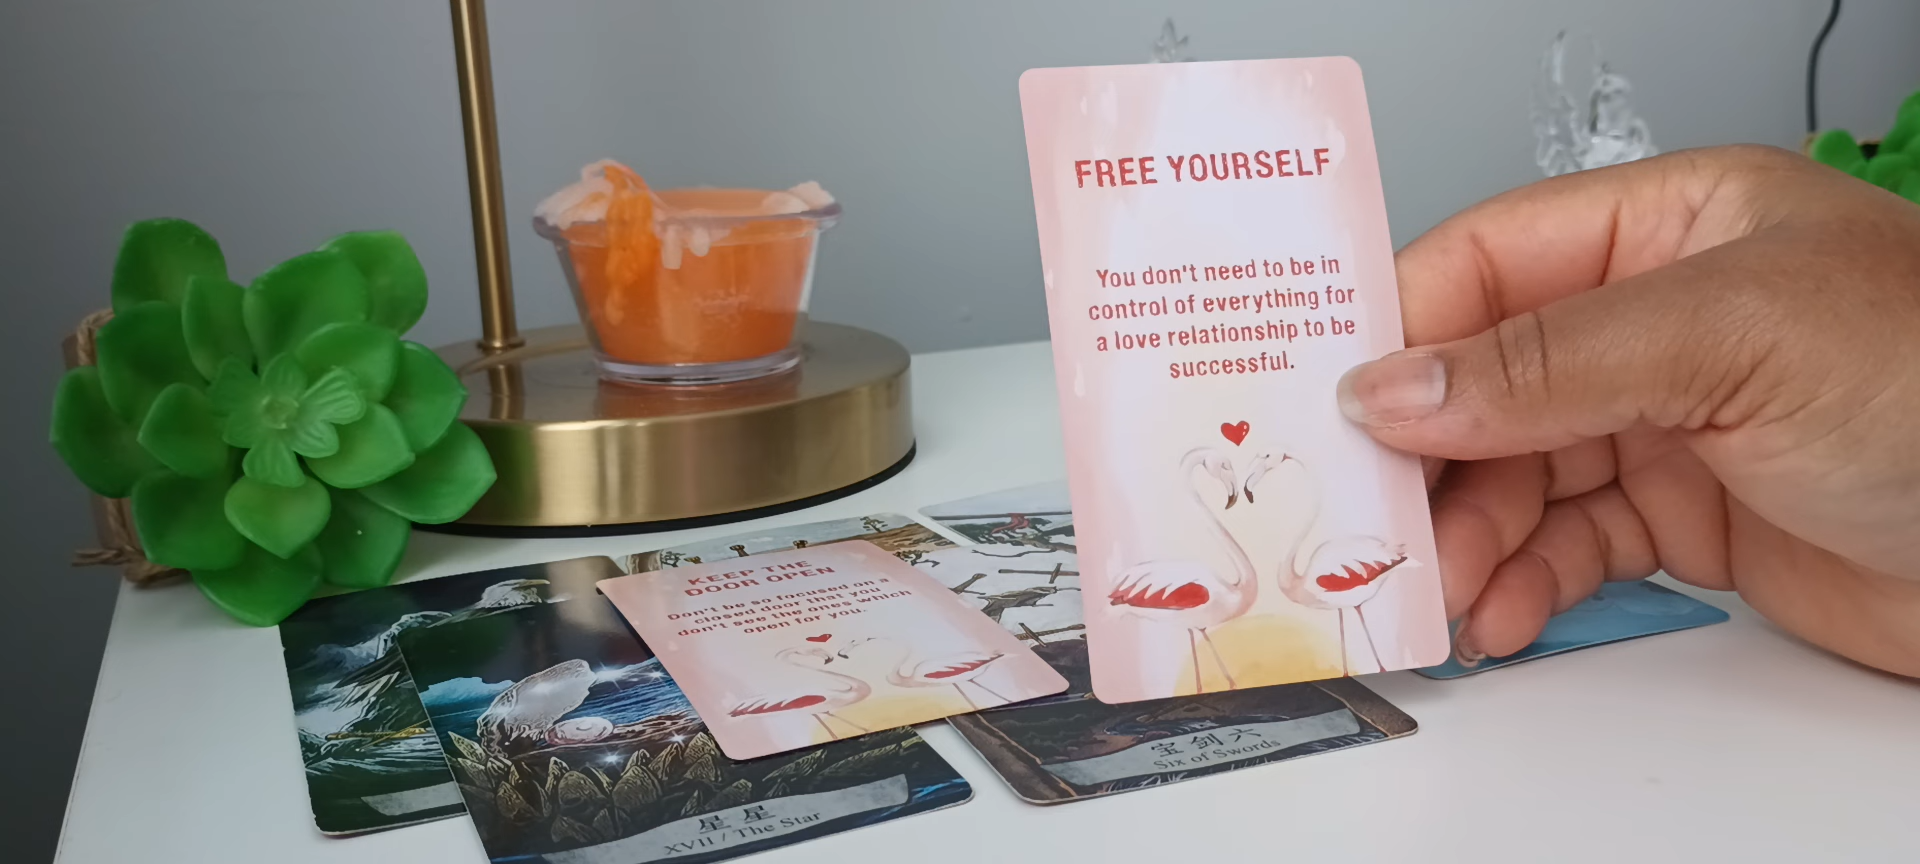 FREE YOURSELF
You don't need to be in
control of everything for
a love relationship to be
successful.
KEEP THE
DOOR OPEN
Don't be so focused on a
closed door that you
don't see the ones which
open for you.
星 星
XVII / The Star
宝 剑 六
Six of Swords